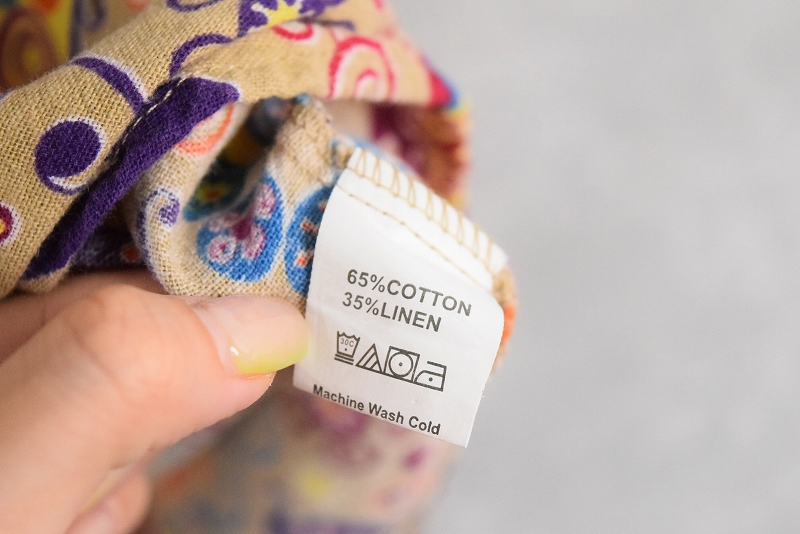 65%COTTON
35%LINEN
30C
Machine Wash Cold